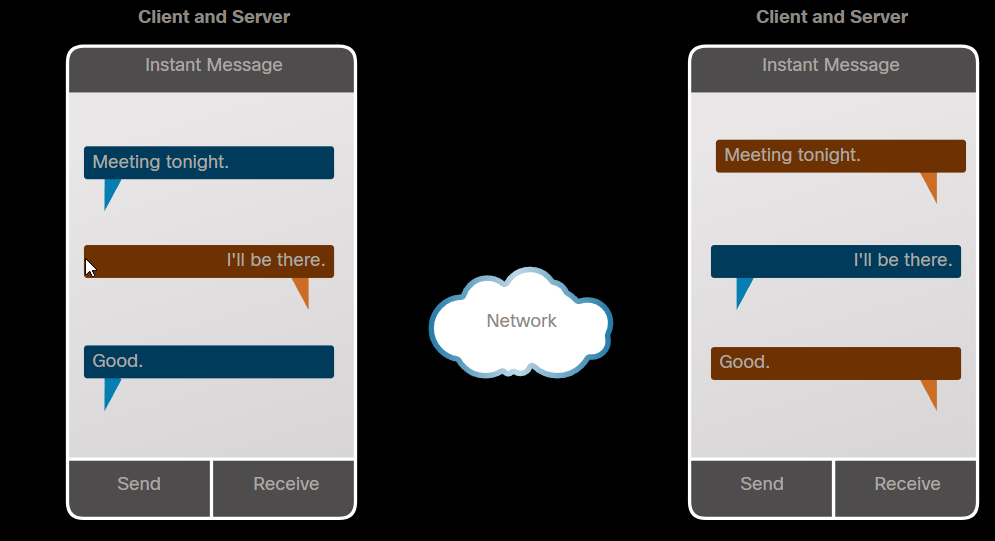 Client and Server
Instant Message
Meeting tonight.
I'll be there.
Good.
Send
Receive
Network
Client and Server
Instant Message
Meeting tonight.
I'll be there.
Good.
Send
Receive